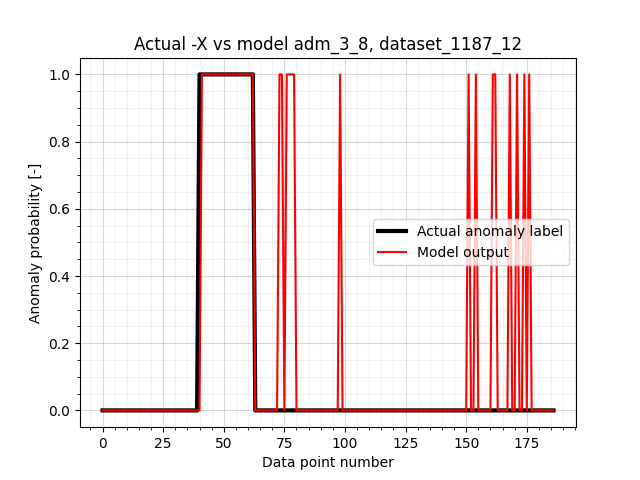 Actual -X vs model adm_3_8, dataset_1187_12
Anomaly probability [-]
1.0
0.8
0.6
0.4
0.2
0.0
Actual anomaly label
Model output
0 25 50 75 100 125 150 175
Data point number